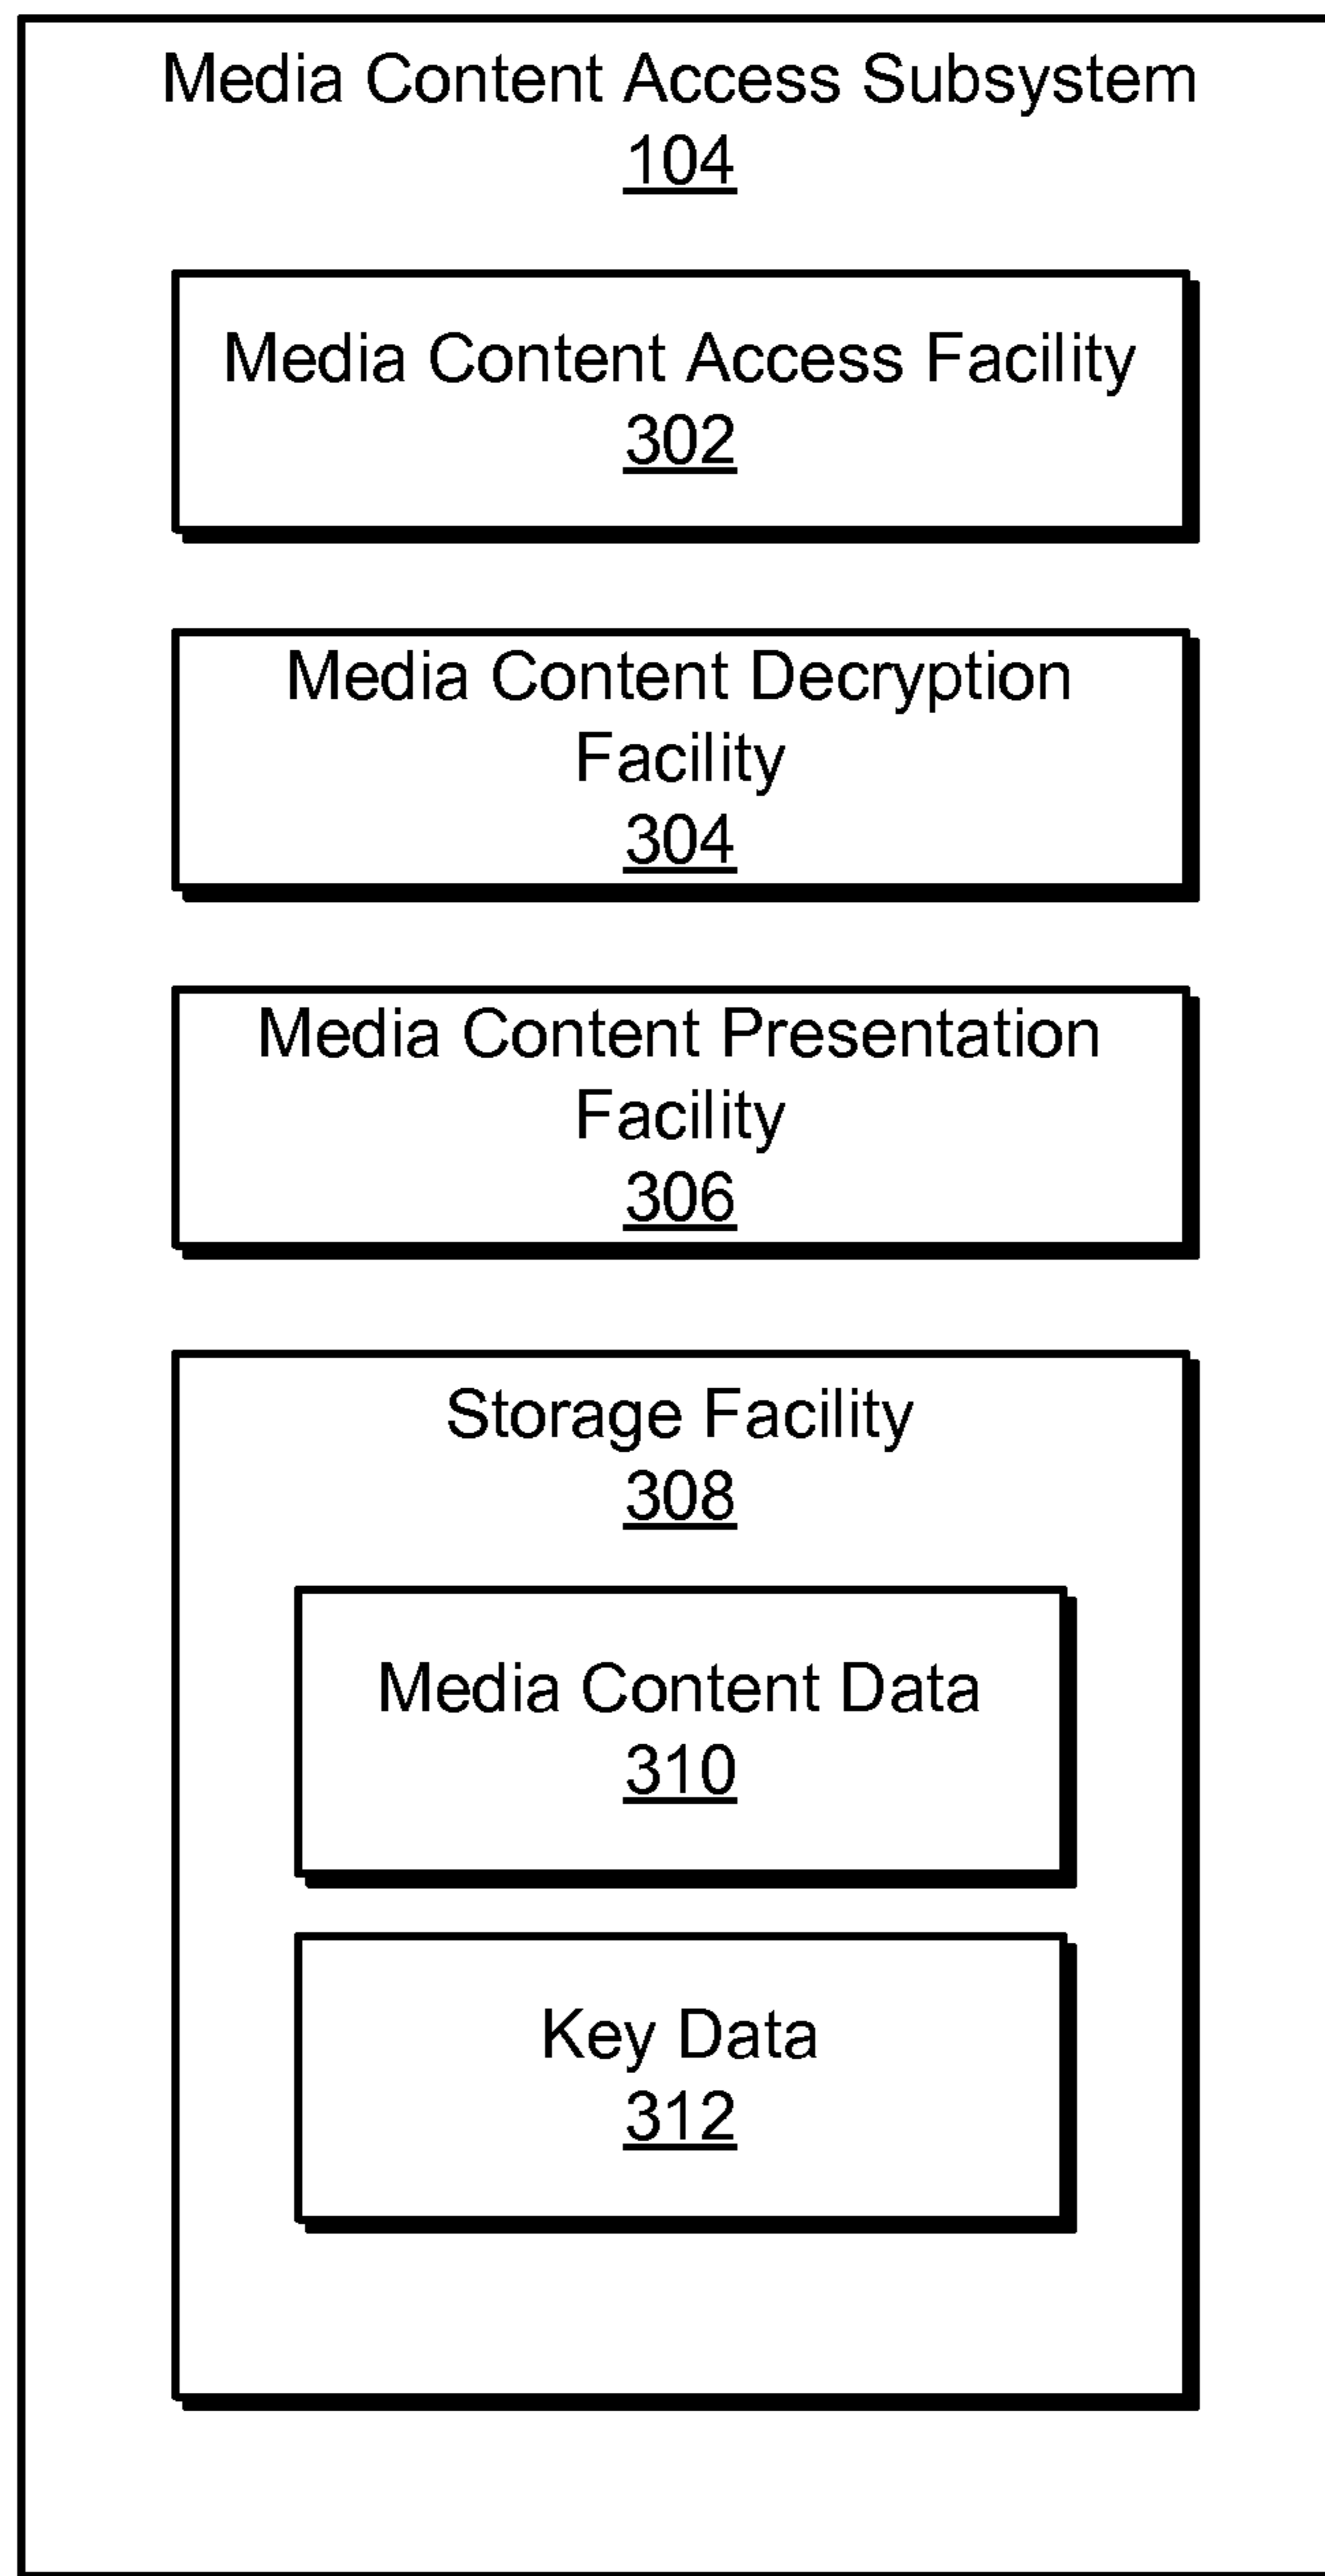 Media Content Access Subsystem
104
Media Content Access Facility
302
Media Content Decryption
Facility
304
Media Content Presentation
Facility
306
Storage Facility
308
Media Content Data
310
Key Data
312